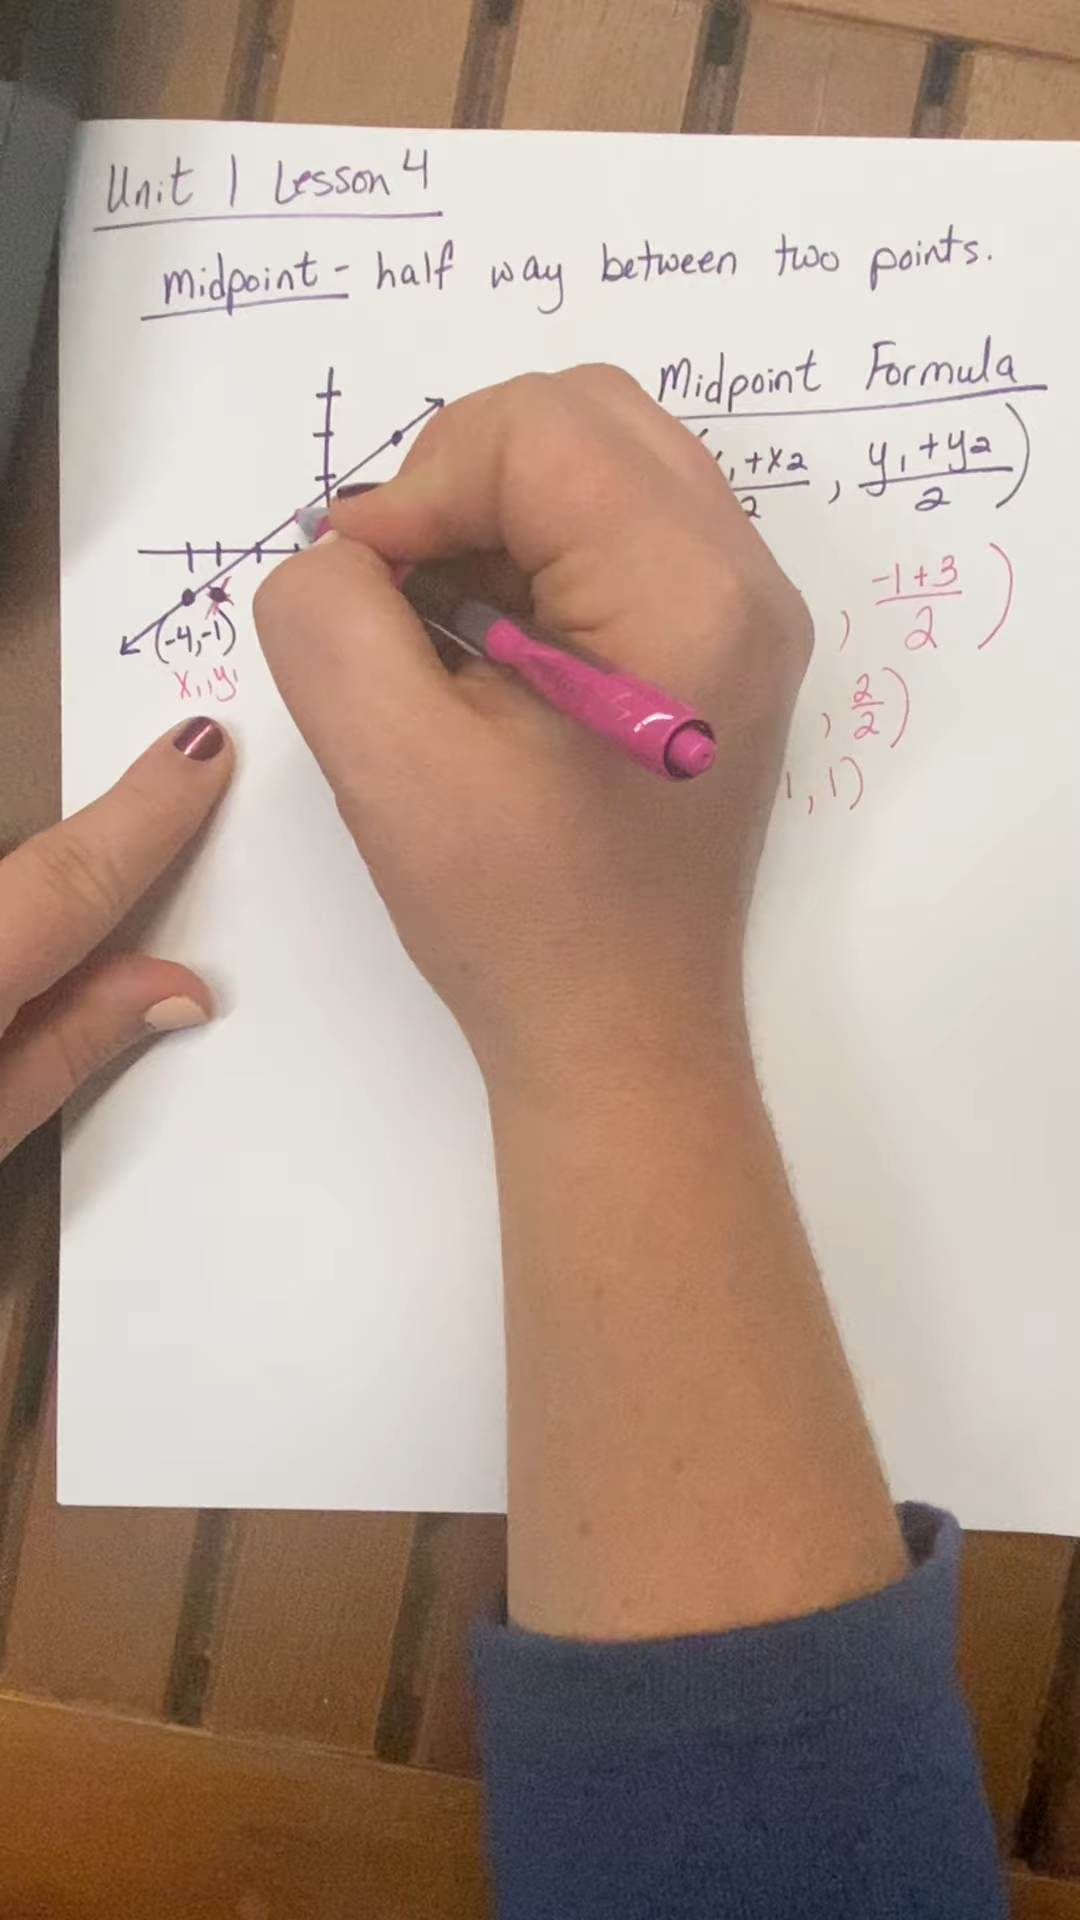 Unit 1 Lesson 4
midpoint - half way between two points.
Midpoint Formula
+x2 / 2 , y1+y2 / 2 )
, -1+3 / 2 )
, 2/2 )
1, 1)
(-4,-1)
x1,y1